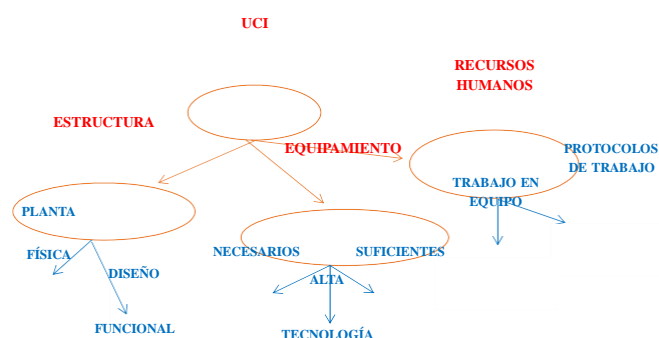 UCI
RECURSOS
HUMANOS
ESTRUCTURA
EQUIPAMIENTO
PROTOCOLOS
DE TRABAJO
TRABAJO EN
EQUIPO
PLANTA
FÍSICA
DISEÑO
FUNCIONAL
NECESARIOS
SUFICIENTES
ALTA
TECNOLOGÍA